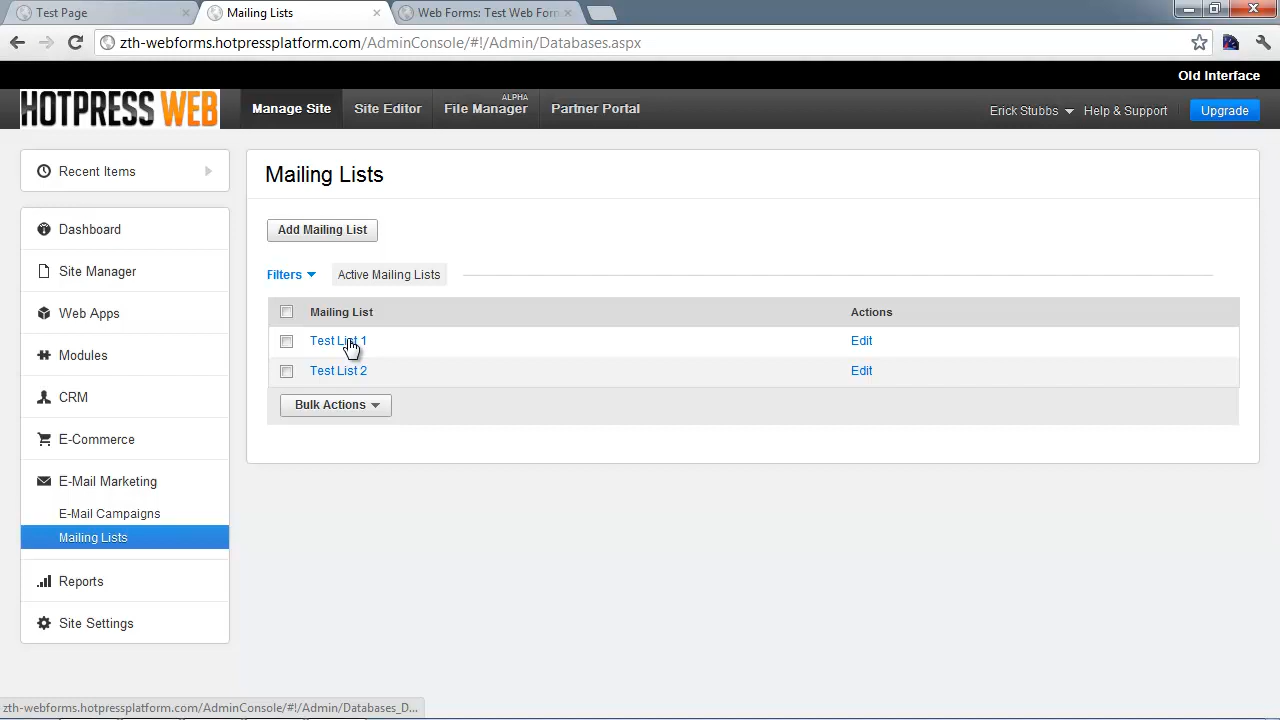 Test Page
Mailing Lists
Web Forms: Test Web Form
zth-webforms.hotpressplatform.com/AdminConsole/#!/Admin/Databases.aspx
Old Interface
HOTPRESS WEB
Manage Site
Site Editor
File Manager
ALPHA
Partner Portal
Erick Stubbs
Help & Support
Upgrade
Recent Items
Dashboard
Site Manager
Web Apps
Modules
CRM
E-Commerce
E-Mail Marketing
E-Mail Campaigns
Mailing Lists
Reports
Site Settings
Mailing Lists
Add Mailing List
Filters
Active Mailing Lists
Mailing List Actions
Test List 1 Edit
Test List 2 Edit
Bulk Actions
zth-webforms.hotpressplatform.com/AdminConsole/#!/Admin/Databases_D...